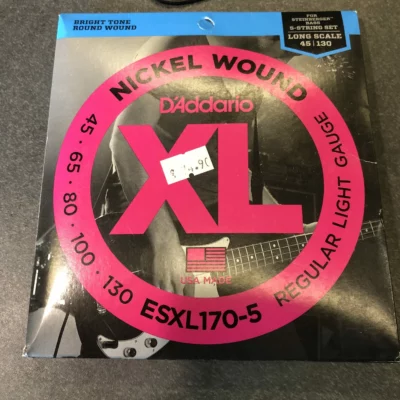 BRIGHT TONE
ROUND WOUND
FOR
STEINBERGER
BASS
5-STRING SET
LONG SCALE
45 | 130
NICKEL WOUND
D'Addario
XL
USA MADE
45 • 65 • 80 • 100 • 130
ESXL170-5
REGULAR LIGHT GAUGE